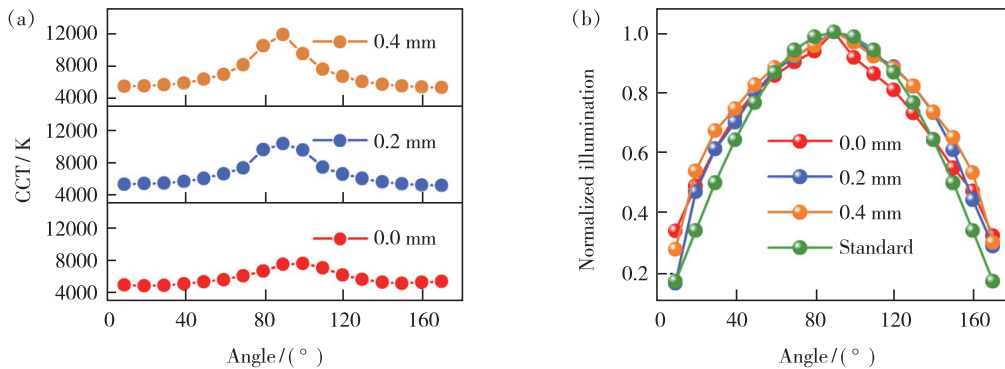 (a)
12000
8000
4000
0.4 mm
12000
8000
4000
0.2 mm
12000
8000
4000
0.0 mm
CCT/ K
0 40 80 120 160
Angle/(°)
(b)
1.0
0.8
0.6
0.4
0.2
Normalized illumination
0.0 mm
0.2 mm
0.4 mm
Standard
0 40 80 120 160
Angle/(°)